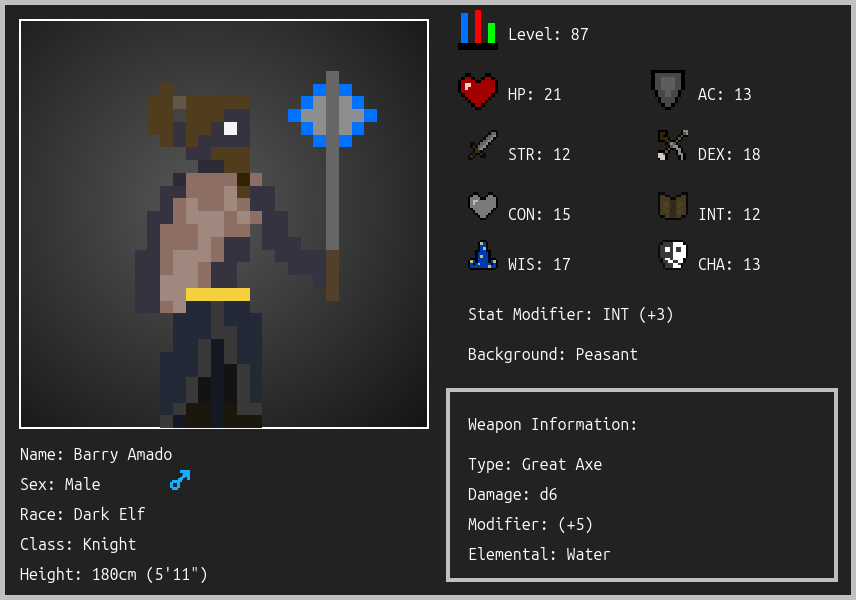 Level: 87
HP: 21
AC: 13
STR: 12
DEX: 18
CON: 15
INT: 12
WIS: 17
CHA: 13
Stat Modifier: INT (+3)
Background: Peasant
Name: Barry Amado
Sex: Male
Race: Dark Elf
Class: Knight
Height: 180cm (5'11")
Weapon Information:
Type: Great Axe
Damage: d6
Modifier: (+5)
Elemental: Water